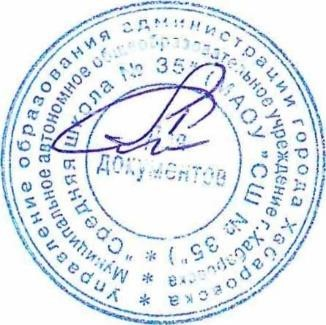 управление образования администрации города Хабаровска *
Муниципальное автономное общеобразовательное учреждение г.Хабаровска *
"Средняя школа № 35" (МАОУ "СШ № 35") *
документов